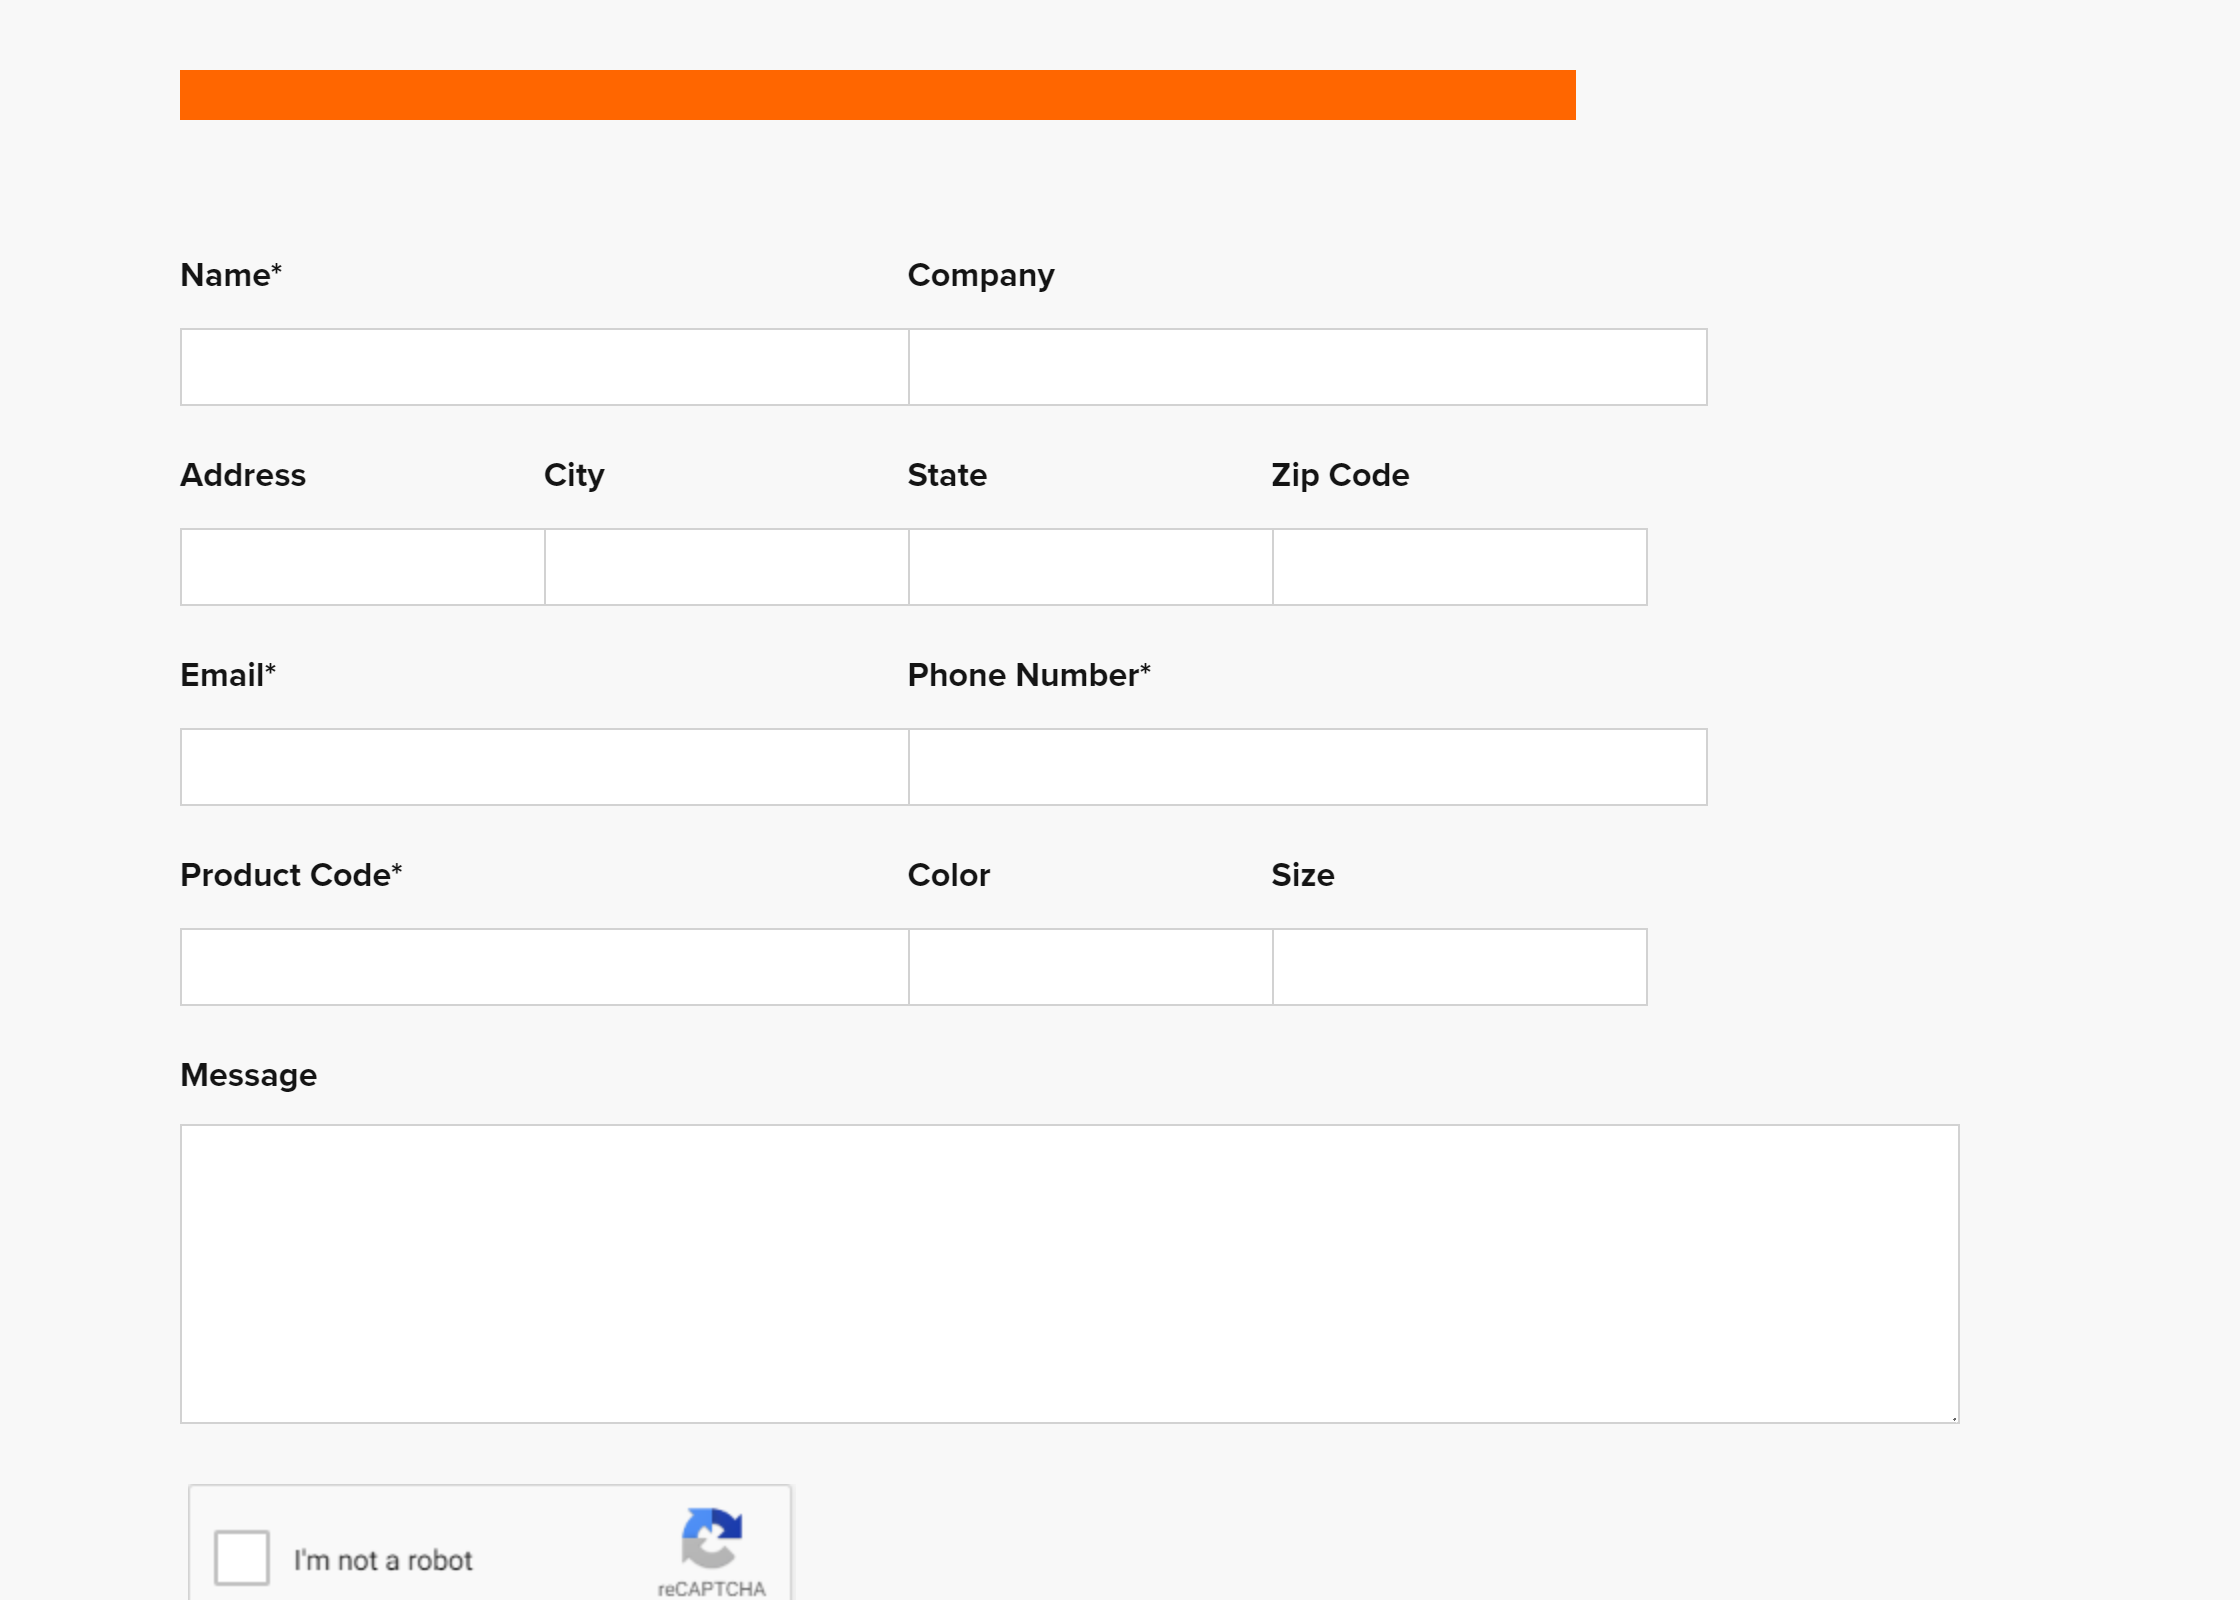 Name* Company
Address City State Zip Code
Email* Phone Number*
Product Code* Color Size
Message
I'm not a robot
reCAPTCHA